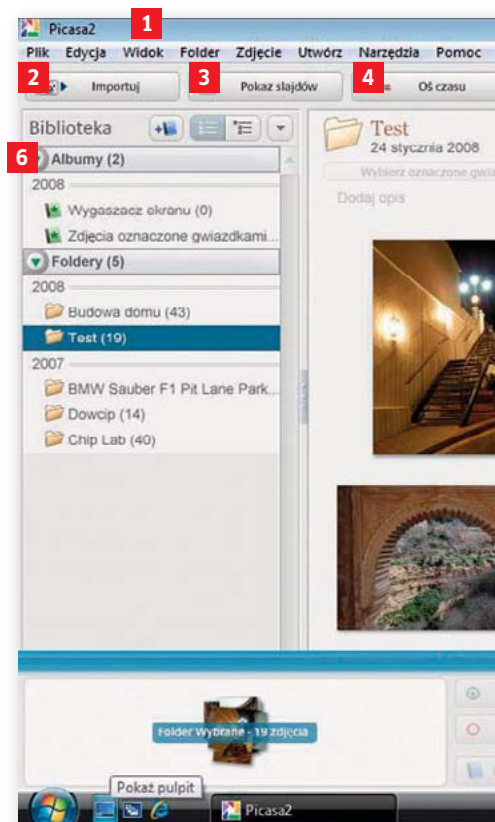 Picasa2
1
Plik Edycja Widok Folder Zdjęcie Utwórz Narzędzia Pomoc
2 Importuj 3 Pokaz slajdów 4 Oś czasu
Biblioteka
Test
24 stycznia 2008
6 Albumy (2)
Wybierz oznaczone
2008
Dodaj opis
Wygaszacz ekranu (0)
Zdjęcia oznaczone gwiazdkami...
Foldery (5)
2008
Budowa domu (43)
Test (19)
2007
BMW Sauber F1 Pit Lane Park...
Dowcip (14)
Chip Lab (40)
Folder Wybrane - 19 zdjęcia
Pokaż pulpit
Picasa2